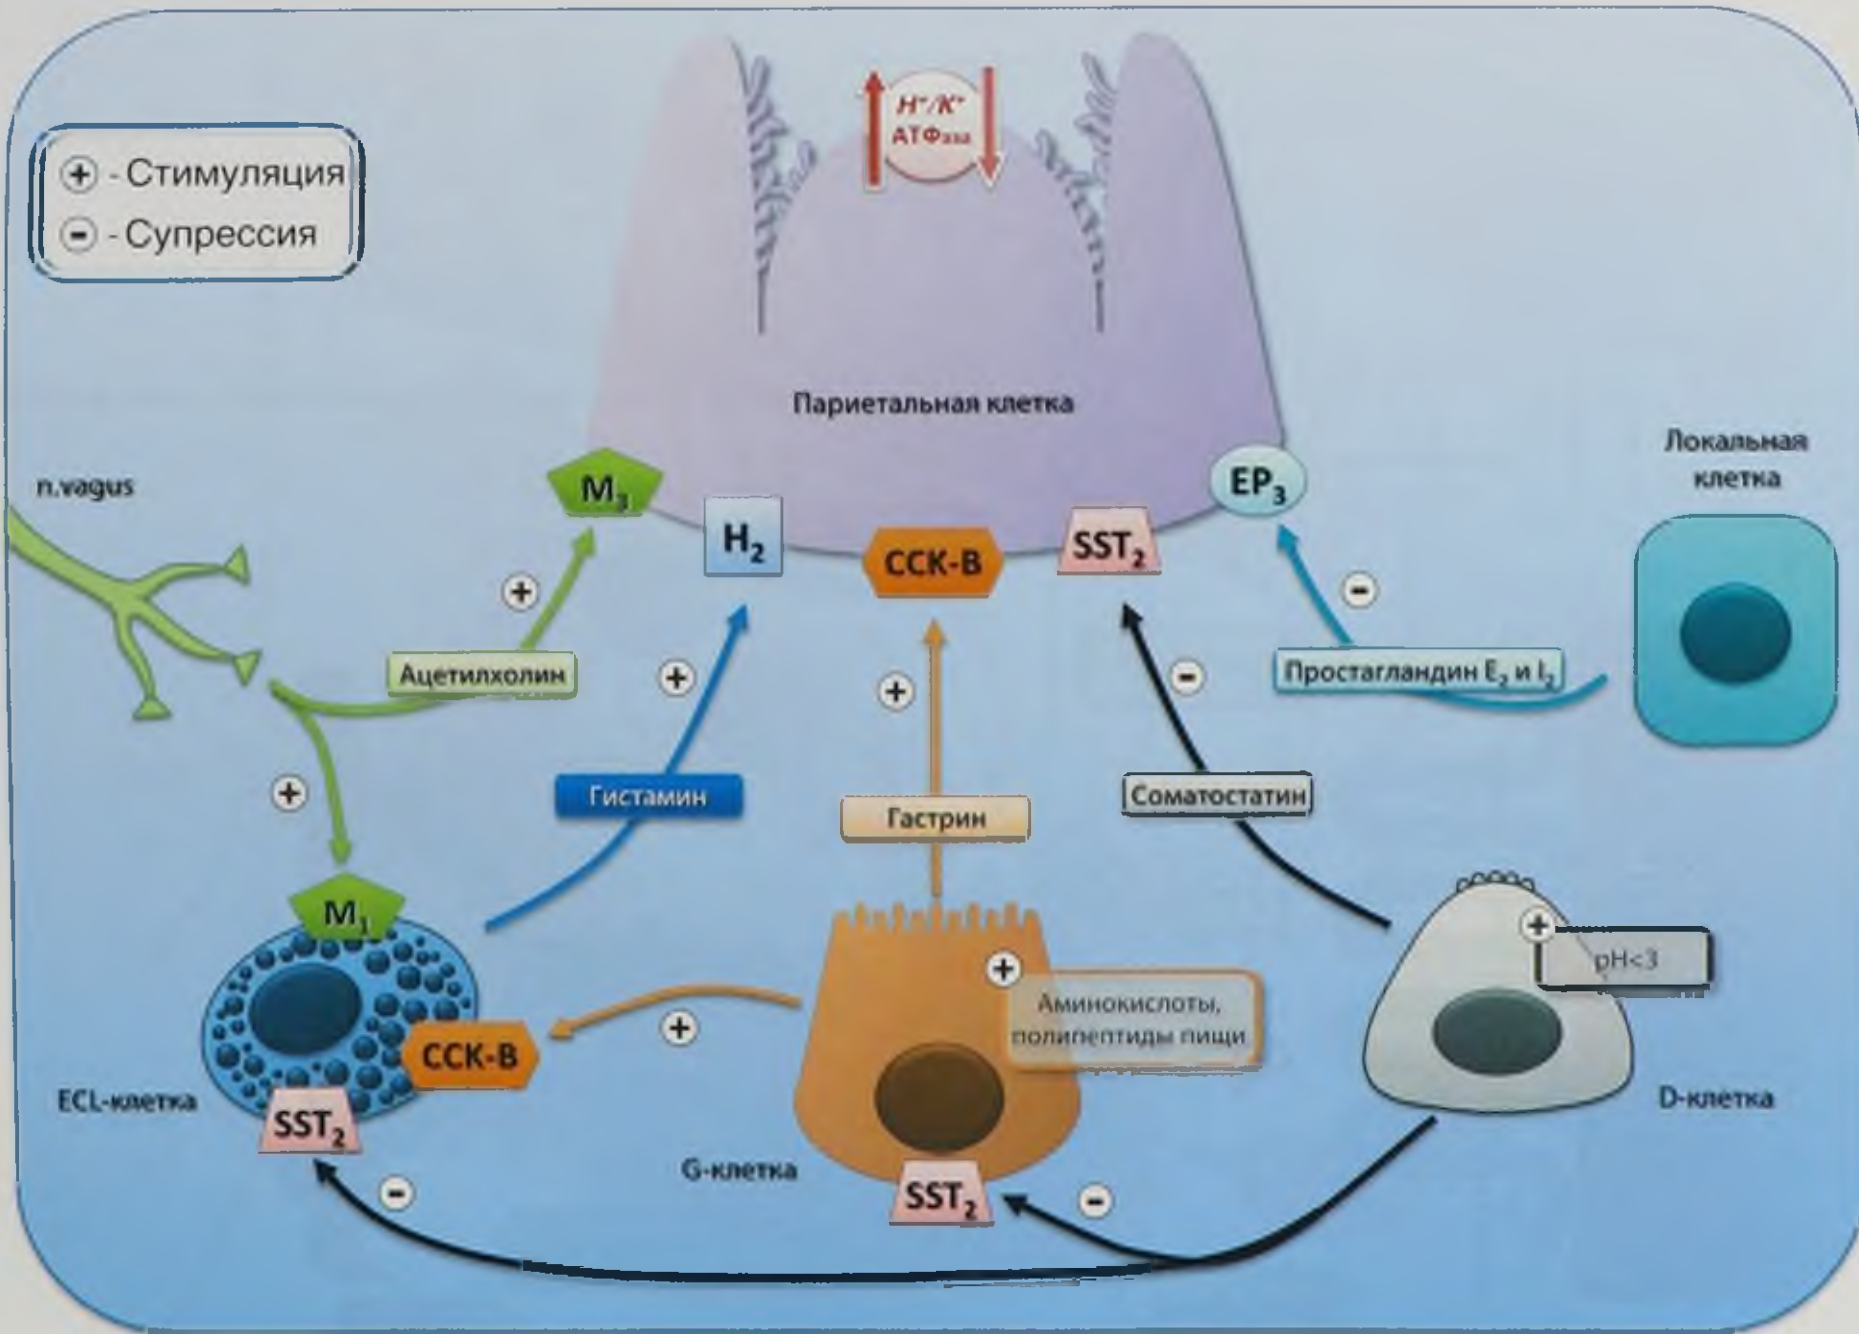 + - Стимуляция
- - Супрессия
H⁺/K⁺
АТФаза
Париетальная клетка
n.vagus
Локальная
клетка
M₃
H₂
CCK-B
SST₂
EP₃
+
+
+
-
-
Ацетилхолин
Простагландин E₂ и I₂
+
Гистамин
Гастрин
Соматостатин
M₁
+
pH<3
+
Аминокислоты,
полипептиды пищи
+
CCK-B
ECL-клетка
SST₂
D-клетка
G-клетка
SST₂
-
-